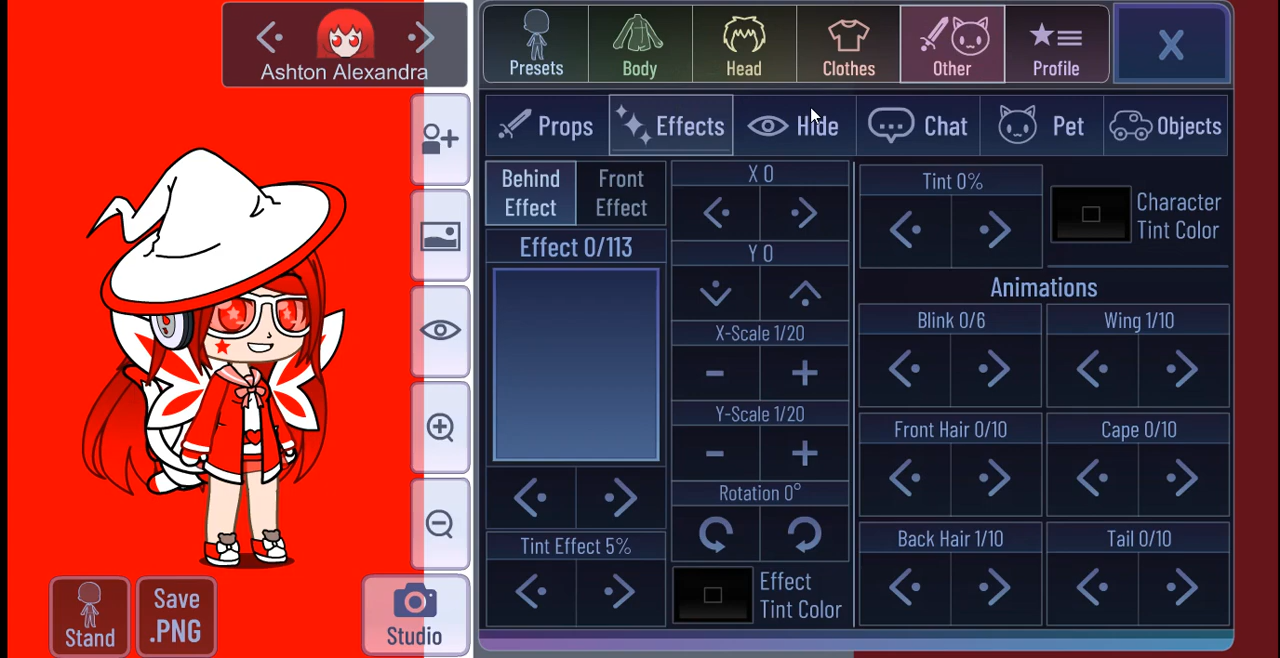 Ashton Alexandra
Presets
Body
Head
Clothes
Other
Profile
X
Props
Effects
Hide
Chat
Pet
Objects
Behind
Effect
Front
Effect
Effect 0/113
Tint Effect 5%
X 0
Y 0
X-Scale 1/20
Y-Scale 1/20
Rotation 0°
Effect
Tint Color
Tint 0%
Character
Tint Color
Animations
Blink 0/6
Wing 1/10
Front Hair 0/10
Cape 0/10
Back Hair 1/10
Tail 0/10
Stand
Save
.PNG
Studio